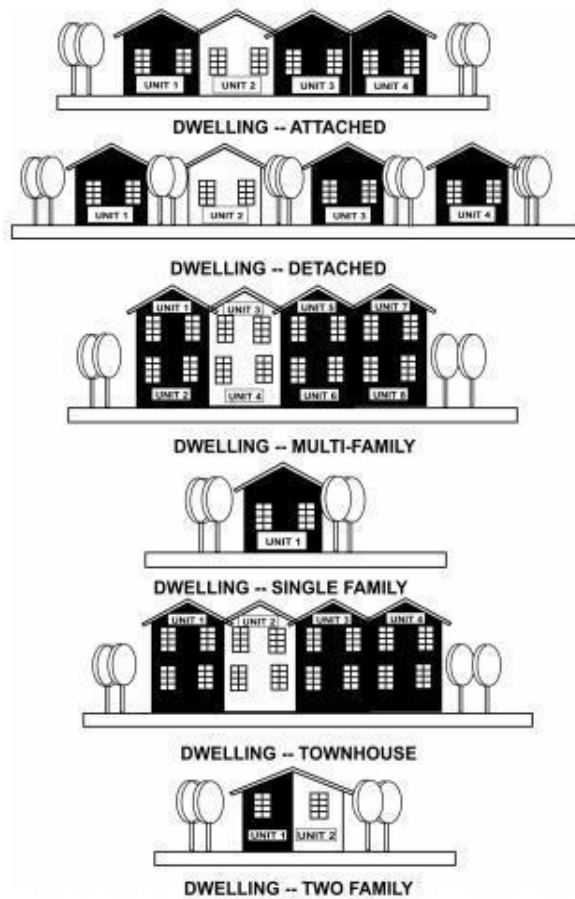 UNIT 1 UNIT 2 UNIT 3 UNIT 4
DWELLING -- ATTACHED
UNIT 1 UNIT 2 UNIT 3 UNIT 4
DWELLING -- DETACHED
UNIT 1 UNIT 3 UNIT 5 UNIT 7
UNIT 2 UNIT 4 UNIT 6 UNIT 8
DWELLING -- MULTI-FAMILY
UNIT 1
DWELLING -- SINGLE FAMILY
UNIT 1 UNIT 2 UNIT 3 UNIT 4
DWELLING -- TOWNHOUSE
UNIT 1 UNIT 2
DWELLING -- TWO FAMILY